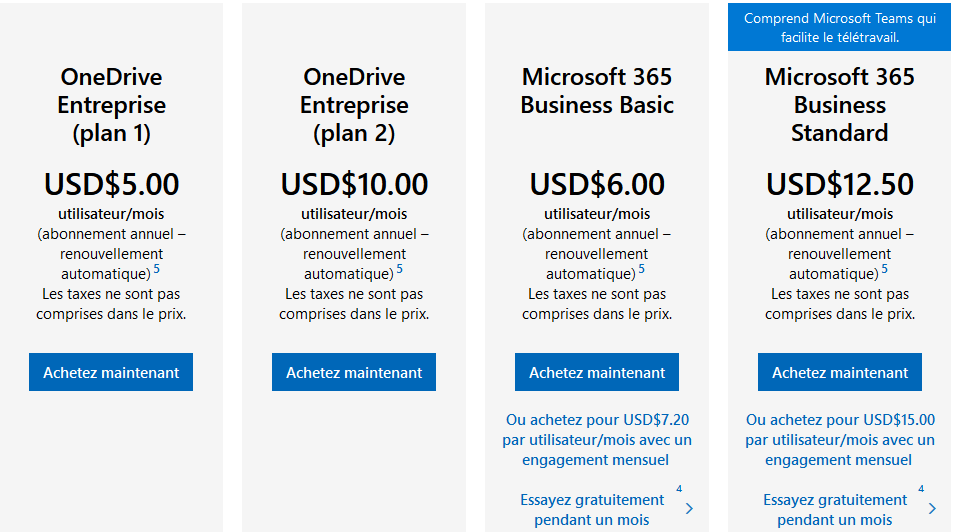 OneDrive
Entreprise
(plan 1)
USD$5.00
utilisateur/mois
(abonnement annuel –
renouvellement
automatique) 5
Les taxes ne sont pas
comprises dans le prix.
Achetez maintenant
OneDrive
Entreprise
(plan 2)
USD$10.00
utilisateur/mois
(abonnement annuel –
renouvellement
automatique) 5
Les taxes ne sont pas
comprises dans le prix.
Achetez maintenant
Microsoft 365
Business Basic
USD$6.00
utilisateur/mois
(abonnement annuel –
renouvellement
automatique) 5
Les taxes ne sont pas
comprises dans le prix.
Achetez maintenant
Ou achetez pour USD$7.20
par utilisateur/mois avec un
engagement mensuel
Essayez gratuitement 4
pendant un mois
Comprend Microsoft Teams qui
facilite le télétravail.
Microsoft 365
Business
Standard
USD$12.50
utilisateur/mois
(abonnement annuel –
renouvellement
automatique) 5
Les taxes ne sont pas
comprises dans le prix.
Achetez maintenant
Ou achetez pour USD$15.00
par utilisateur/mois avec un
engagement mensuel
Essayez gratuitement 4
pendant un mois